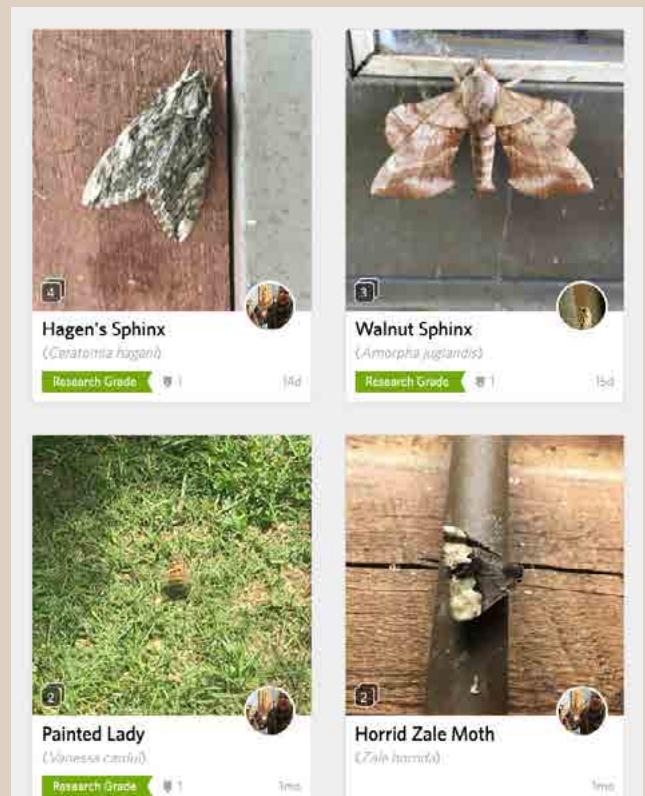 4
Hagen's Sphinx
(Ceratomia hageni)
Research Grade 1 14d
3
Walnut Sphinx
(Amorpha juglandis)
Research Grade 1 15d
2
Painted Lady
(Vanessa cardui)
Research Grade 1 1mo
2
Horrid Zale Moth
(Zale horrida)
1mo